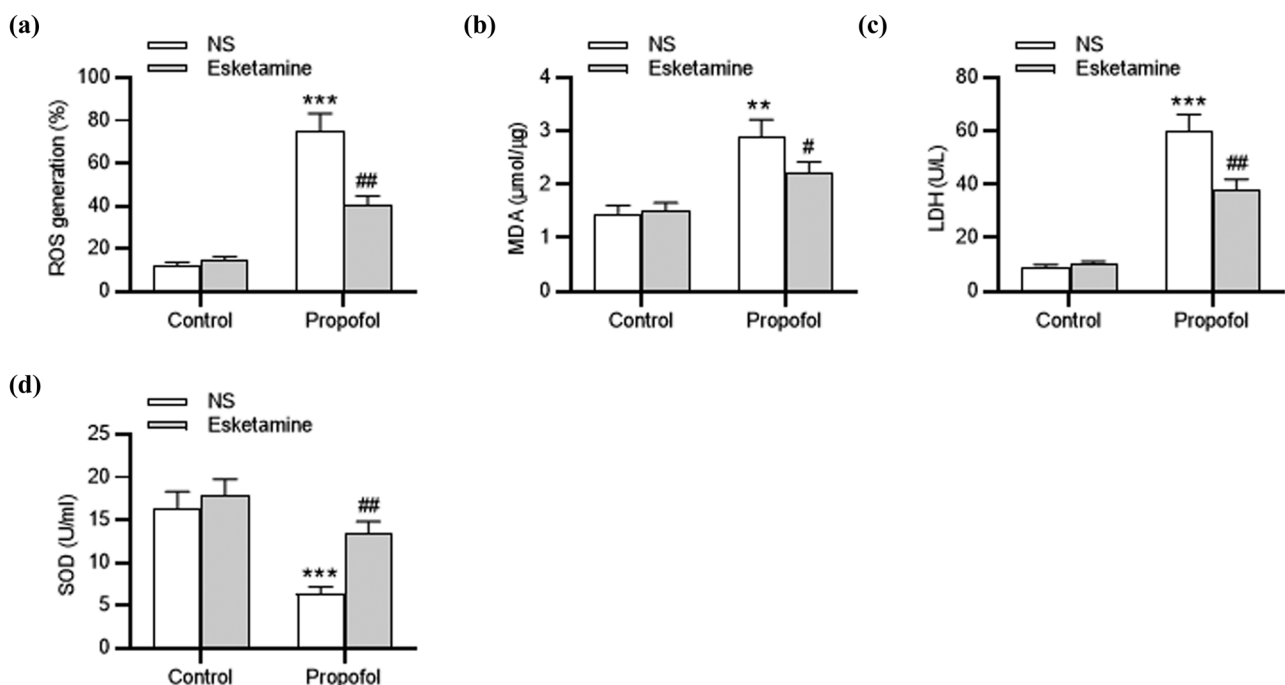 (a)
NS
Esketamine
ROS generation (%)
100
80
60
40
20
0
***
##
Control Propofol
(b)
NS
Esketamine
MDA (μmol/μg)
4
3
2
1
0
**
#
Control Propofol
(c)
NS
Esketamine
LDH (U/L)
80
60
40
20
0
***
##
Control Propofol
(d)
NS
Esketamine
SOD (U/ml)
25
20
15
10
5
0
***
##
Control Propofol